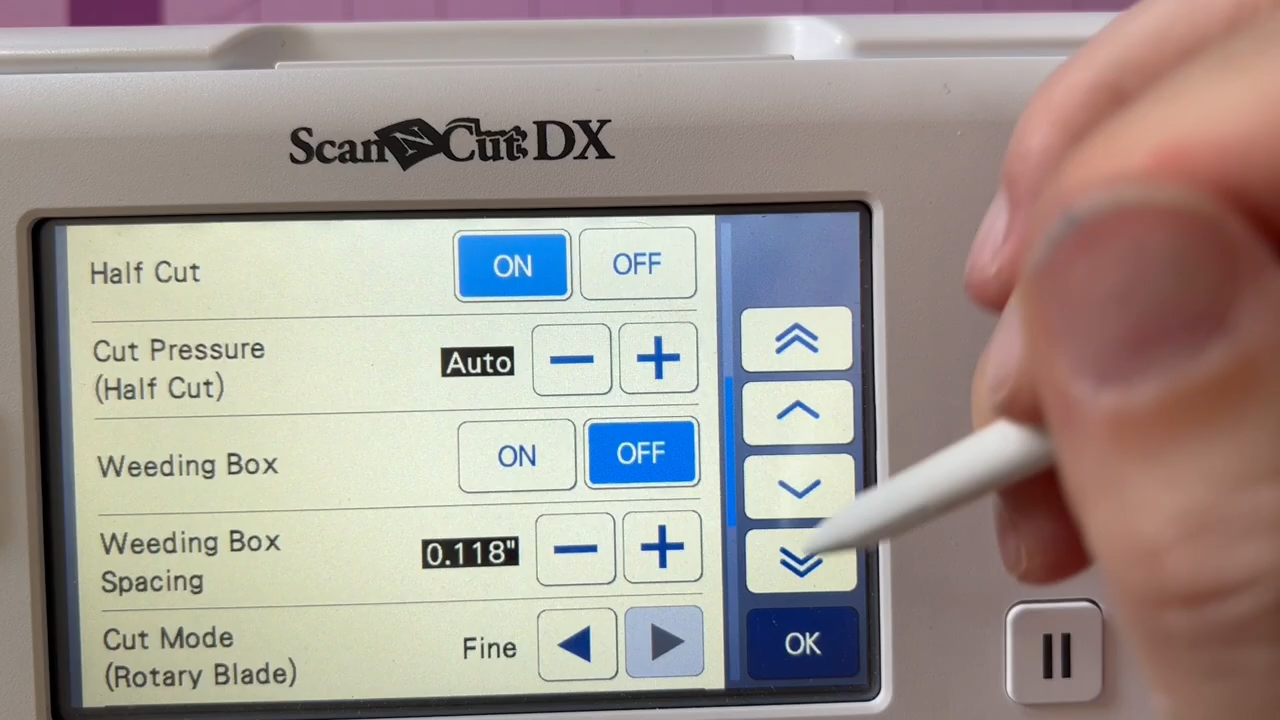 ScanNCut DX
Half Cut ON OFF
Cut Pressure
(Half Cut) Auto
Weeding Box ON OFF
Weeding Box
Spacing 0.118"
Cut Mode
(Rotary Blade) Fine
OK